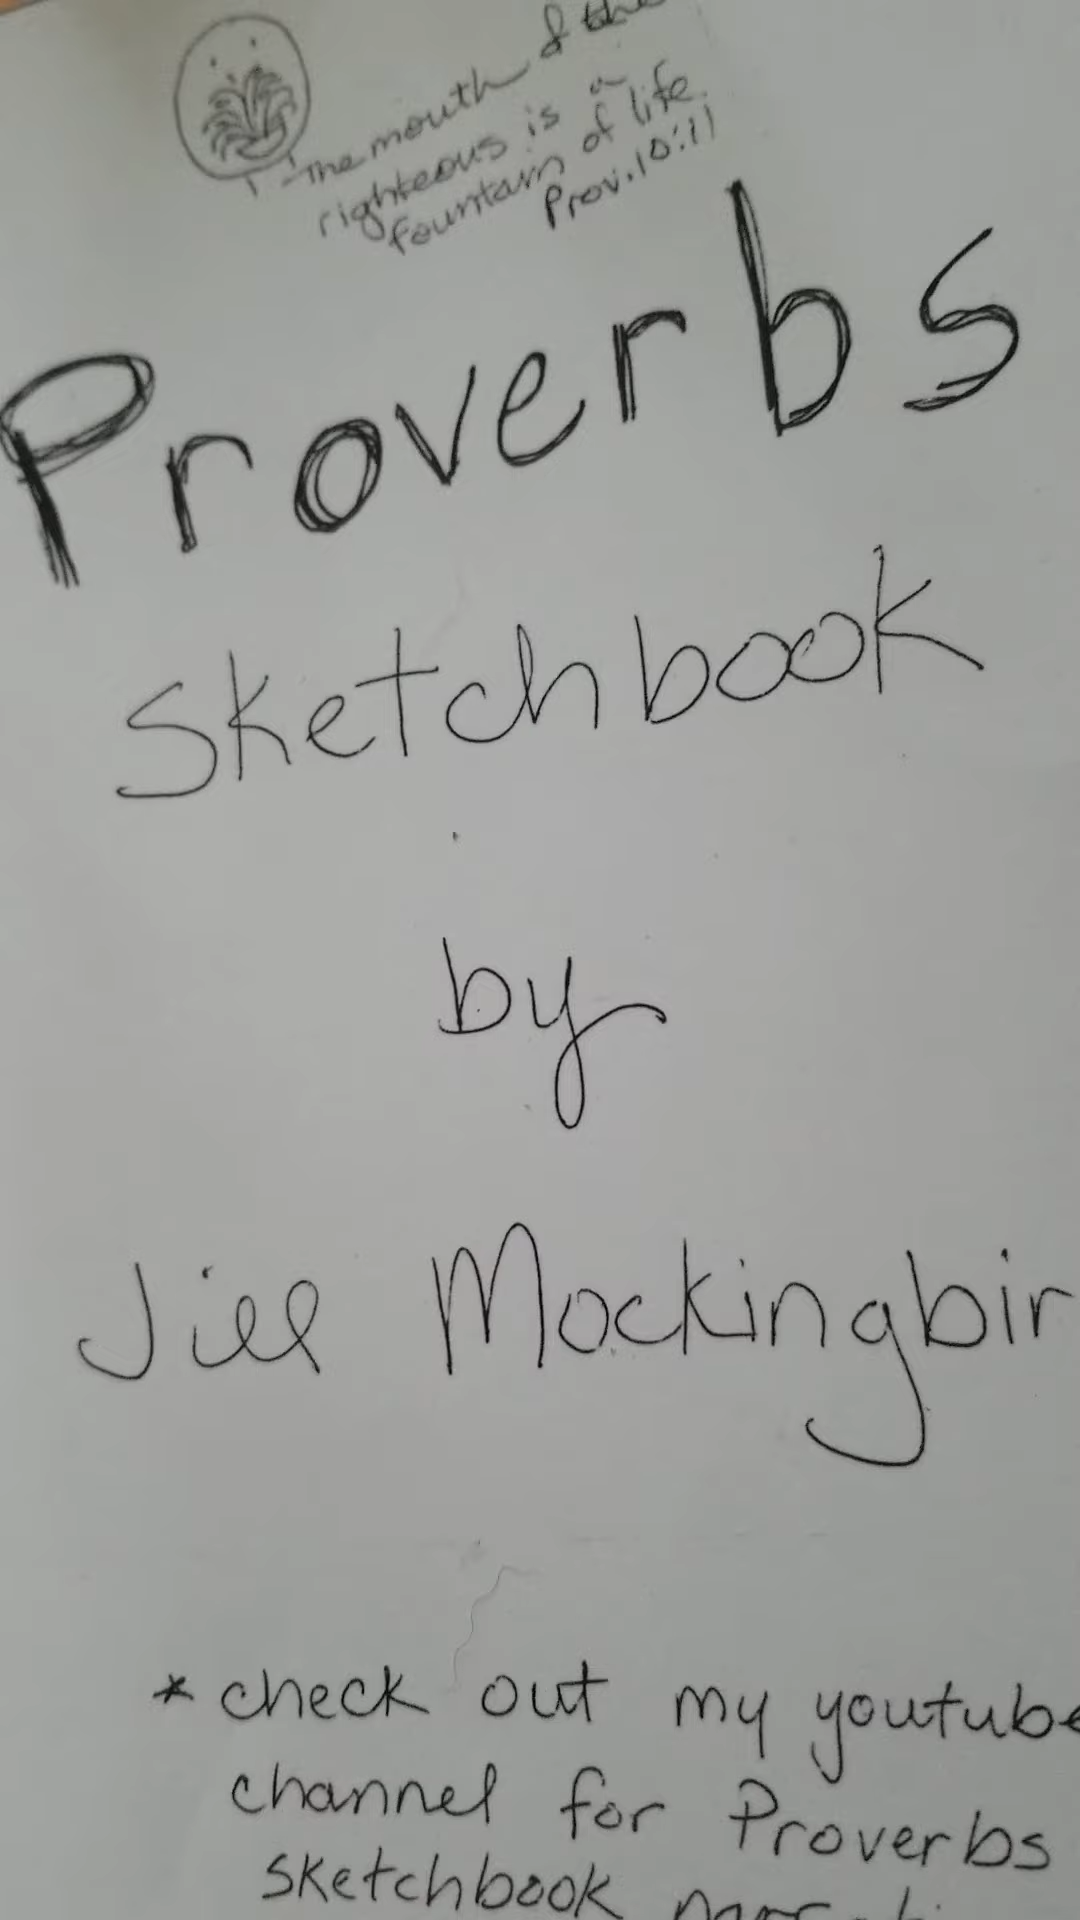 The mouth of the
righteous is a
fountain of life.
Prov. 10:11
Proverbs
Sketchbook
by
Jill Mockingbir
* check out my youtube
channel for Proverbs
sketchbook